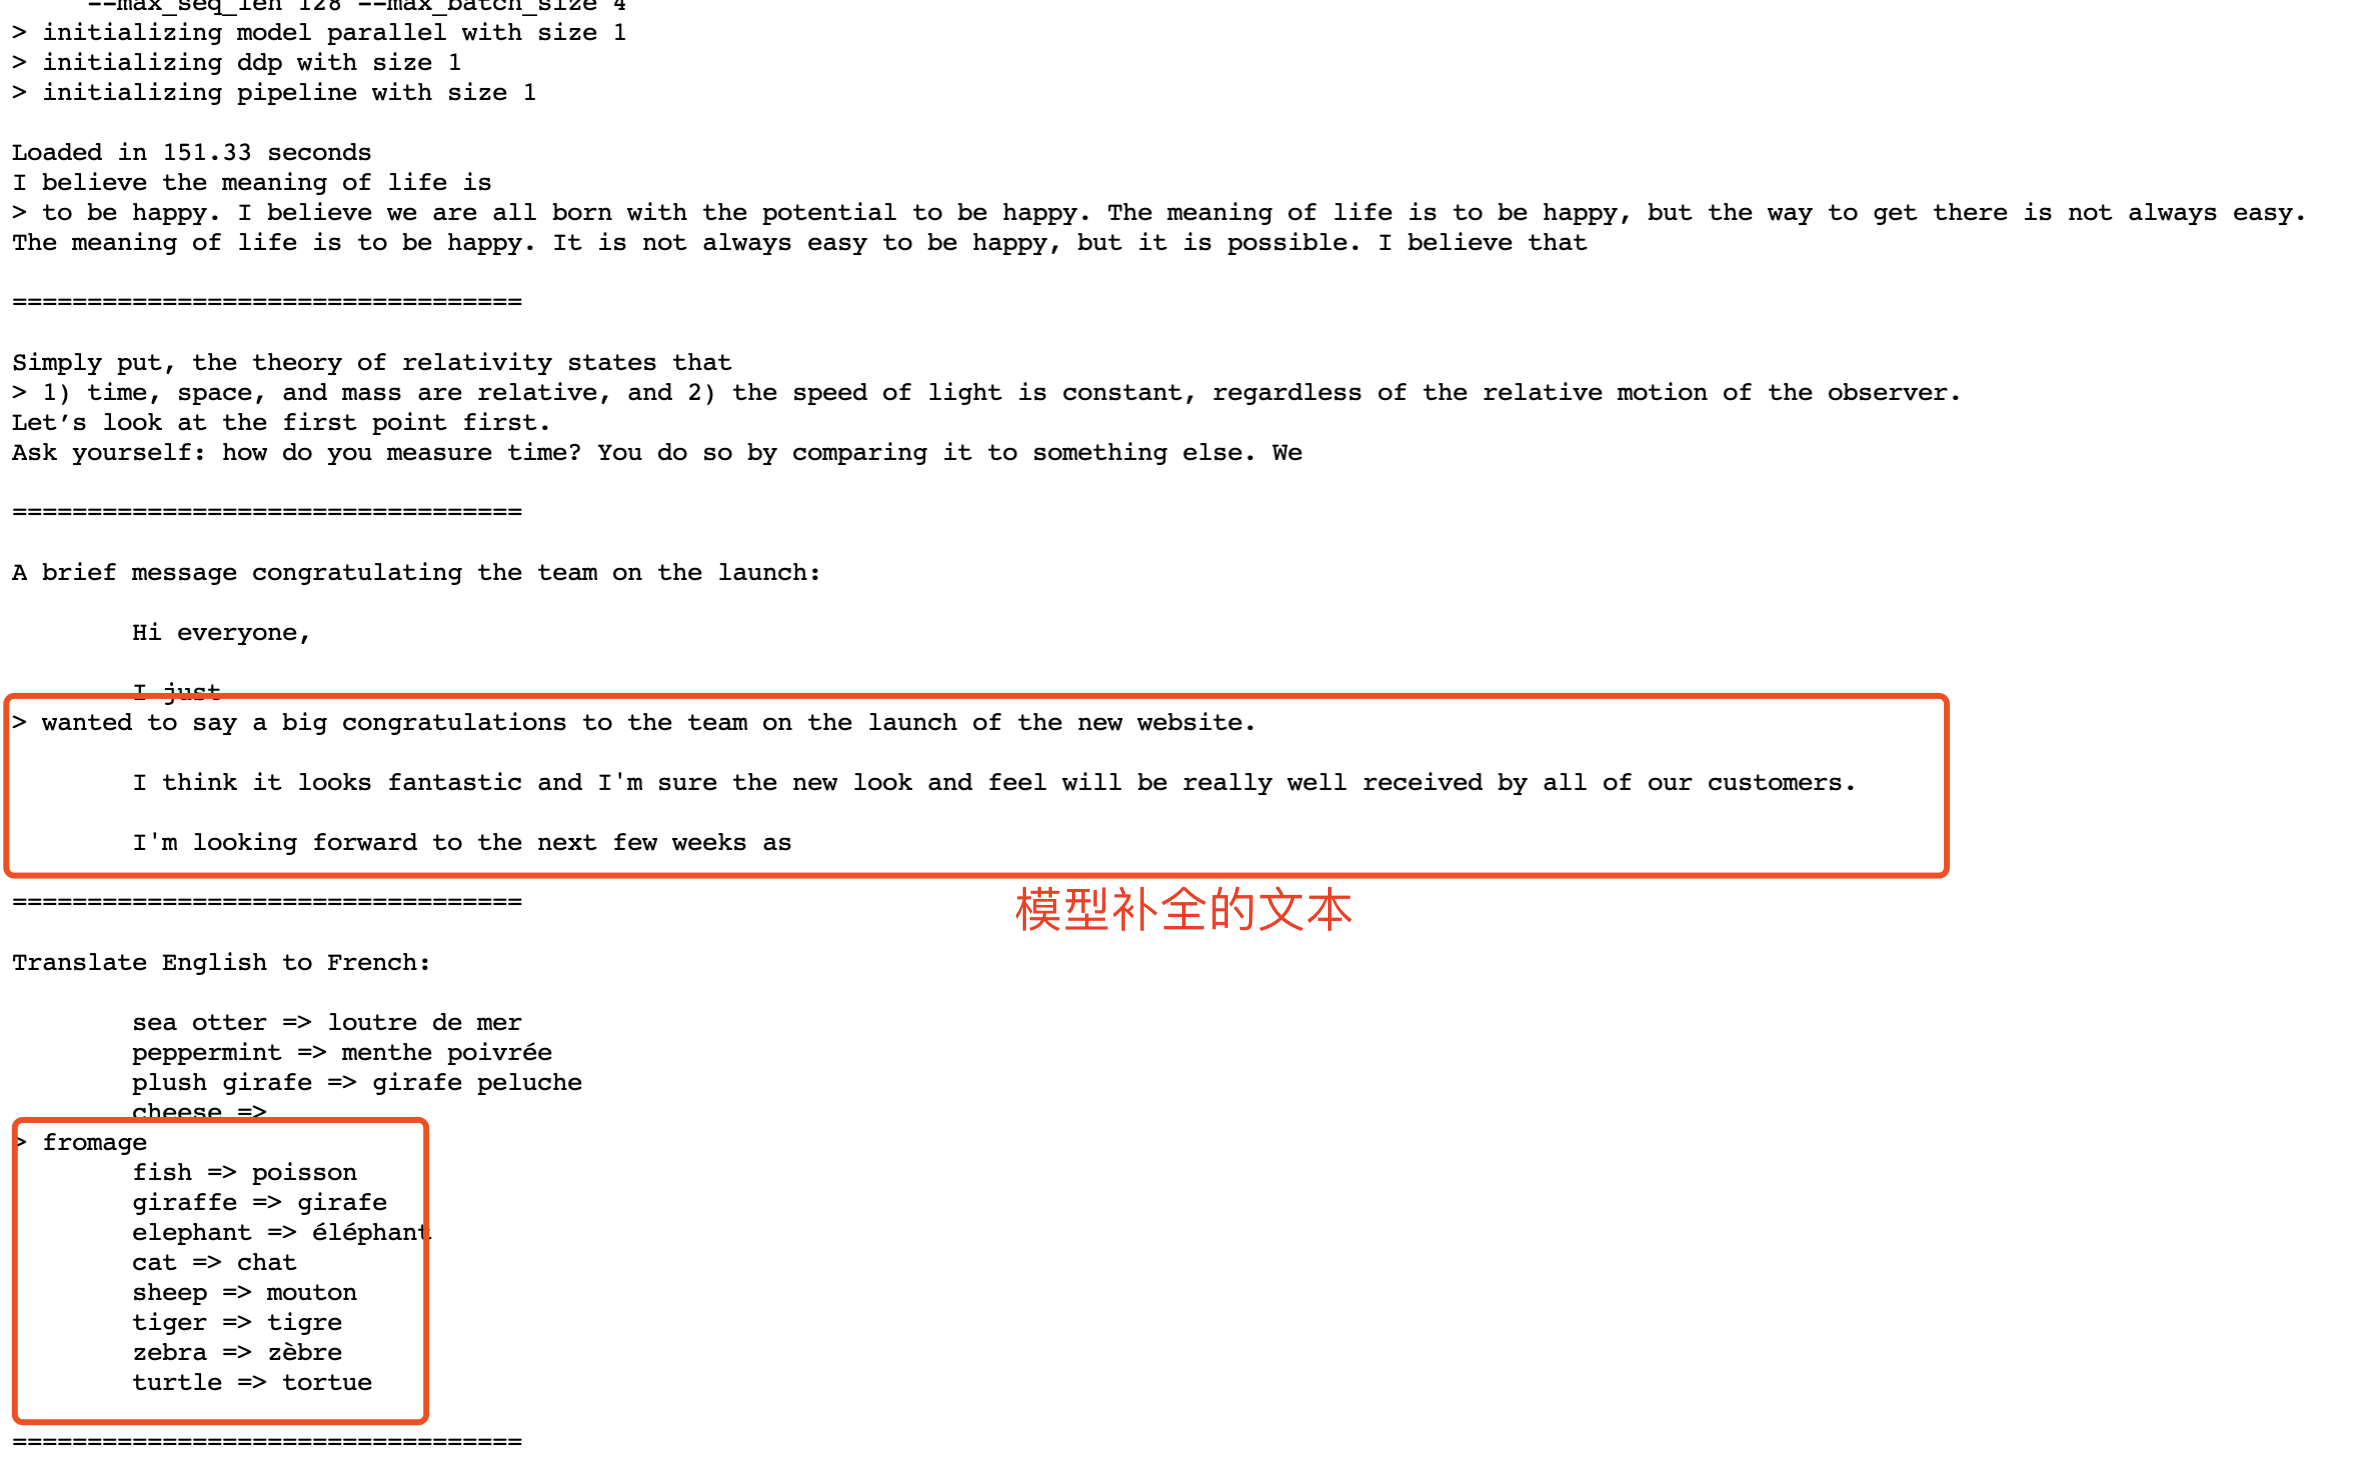 --max_seq_len 128 --max_batch_size 4
> initializing model parallel with size 1
> initializing ddp with size 1
> initializing pipeline with size 1
Loaded in 151.33 seconds
I believe the meaning of life is
> to be happy. I believe we are all born with the potential to be happy. The meaning of life is to be happy, but the way to get there is not always easy.
The meaning of life is to be happy. It is not always easy to be happy, but it is possible. I believe that
==================================
Simply put, the theory of relativity states that
> 1) time, space, and mass are relative, and 2) the speed of light is constant, regardless of the relative motion of the observer.
Let’s look at the first point first.
Ask yourself: how do you measure time? You do so by comparing it to something else. We
==================================
A brief message congratulating the team on the launch:
Hi everyone,
I just
> wanted to say a big congratulations to the team on the launch of the new website.
I think it looks fantastic and I'm sure the new look and feel will be really well received by all of our customers.
I'm looking forward to the next few weeks as
==================================
模型补全的文本
Translate English to French:
sea otter => loutre de mer
peppermint => menthe poivrée
plush girafe => girafe peluche
cheese =>
> fromage
fish => poisson
giraffe => girafe
elephant => éléphant
cat => chat
sheep => mouton
tiger => tigre
zebra => zèbre
turtle => tortue
==================================